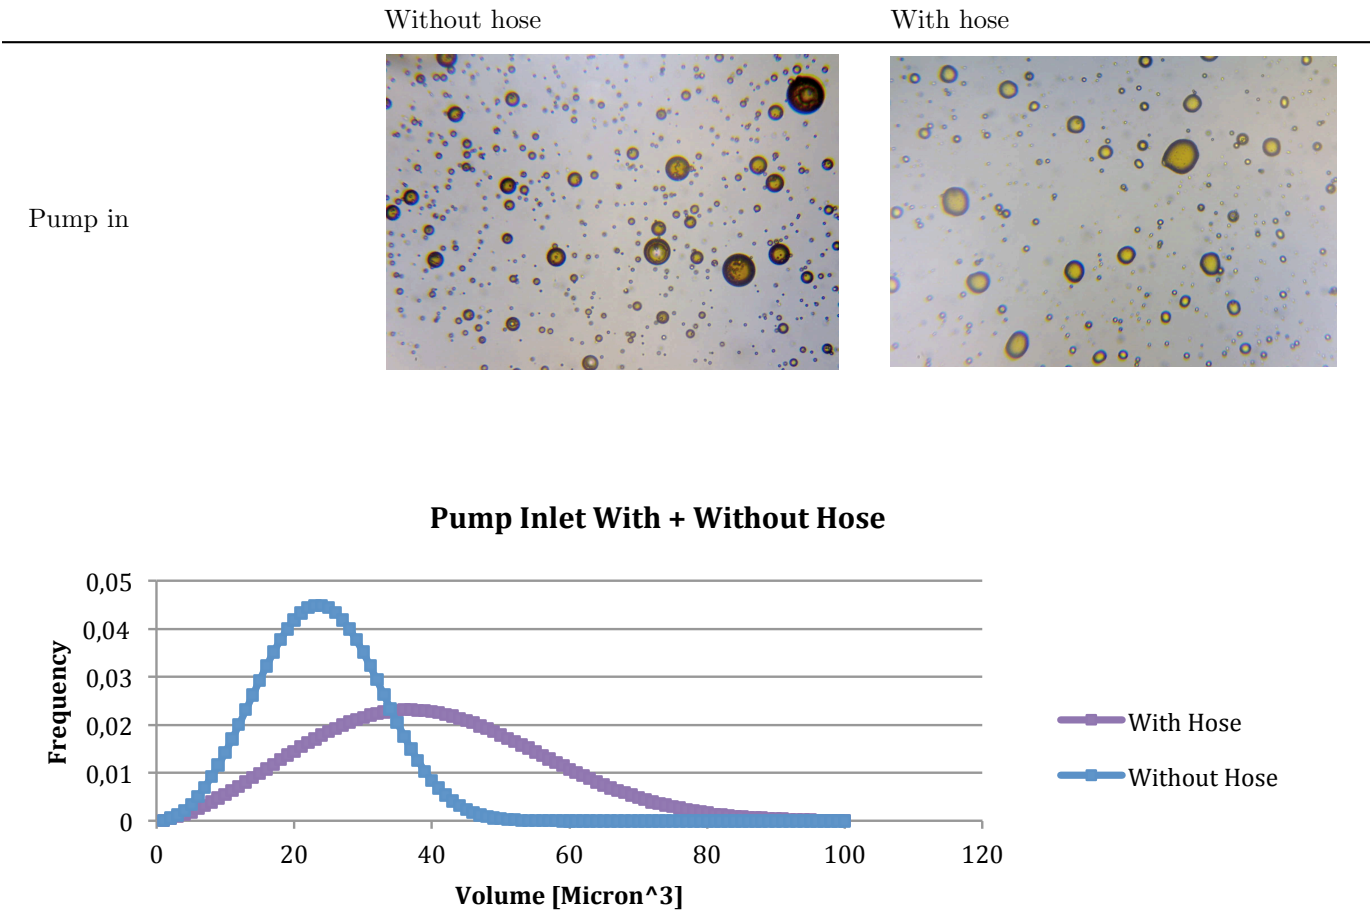 Without hose
With hose
Pump in
Pump Inlet With + Without Hose
Frequency
0,05
0,04
0,03
0,02
0,01
0
0 20 40 60 80 100 120
Volume [Micron^3]
With Hose
Without Hose